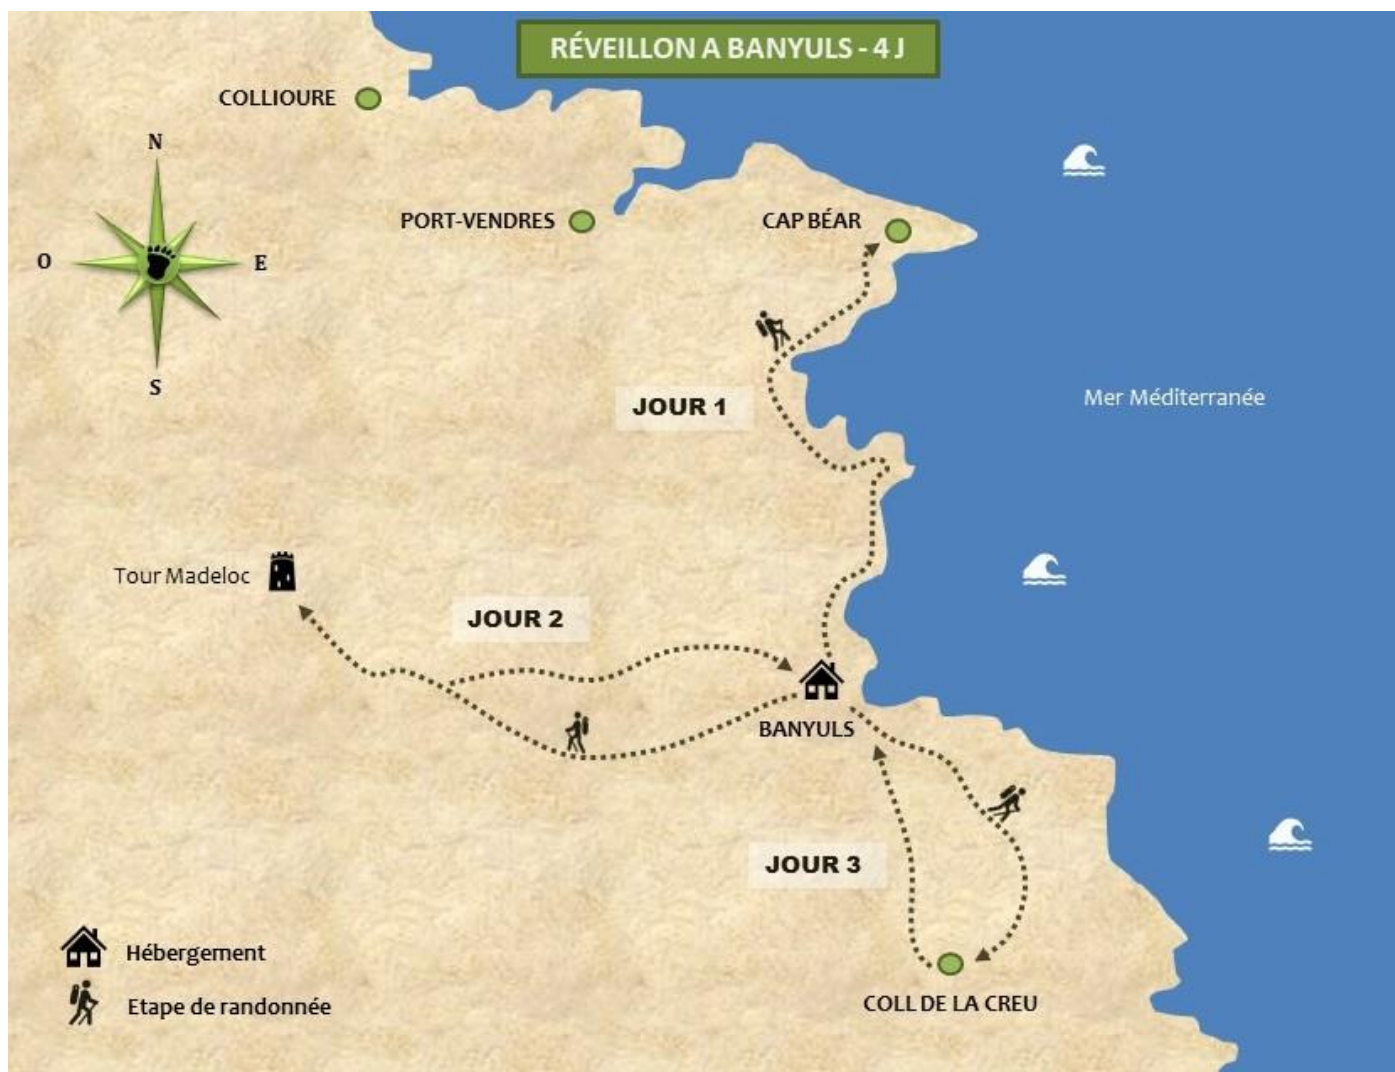 RÉVEILLON A BANYULS - 4 J
COLLIOURE
N
PORT-VENDRES
CAP BÉAR
O
E
S
JOUR 1
Mer Méditerranée
Tour Madeloc
JOUR 2
BANYULS
JOUR 3
Hébergement
COLL DE LA CREU
Etape de randonnée